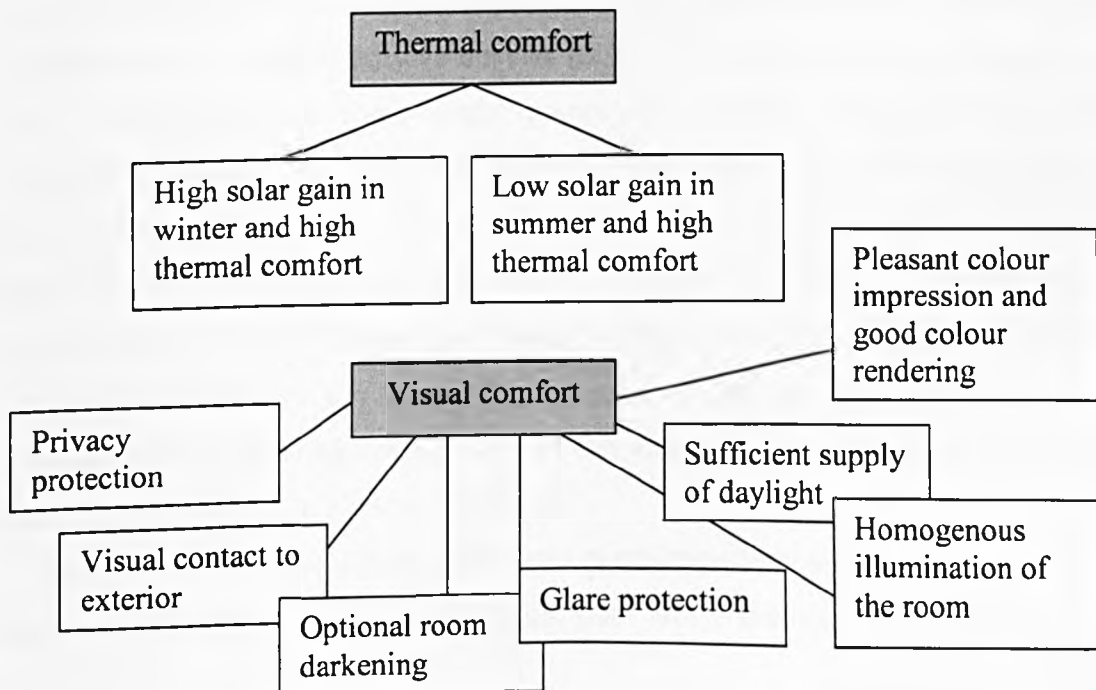 Thermal comfort
High solar gain in
winter and high
thermal comfort
Low solar gain in
summer and high
thermal comfort
Pleasant colour
impression and
good colour
rendering
Visual comfort
Privacy
protection
Sufficient supply
of daylight
Homogenous
illumination of
the room
Visual contact to
exterior
Glare protection
Optional room
darkening